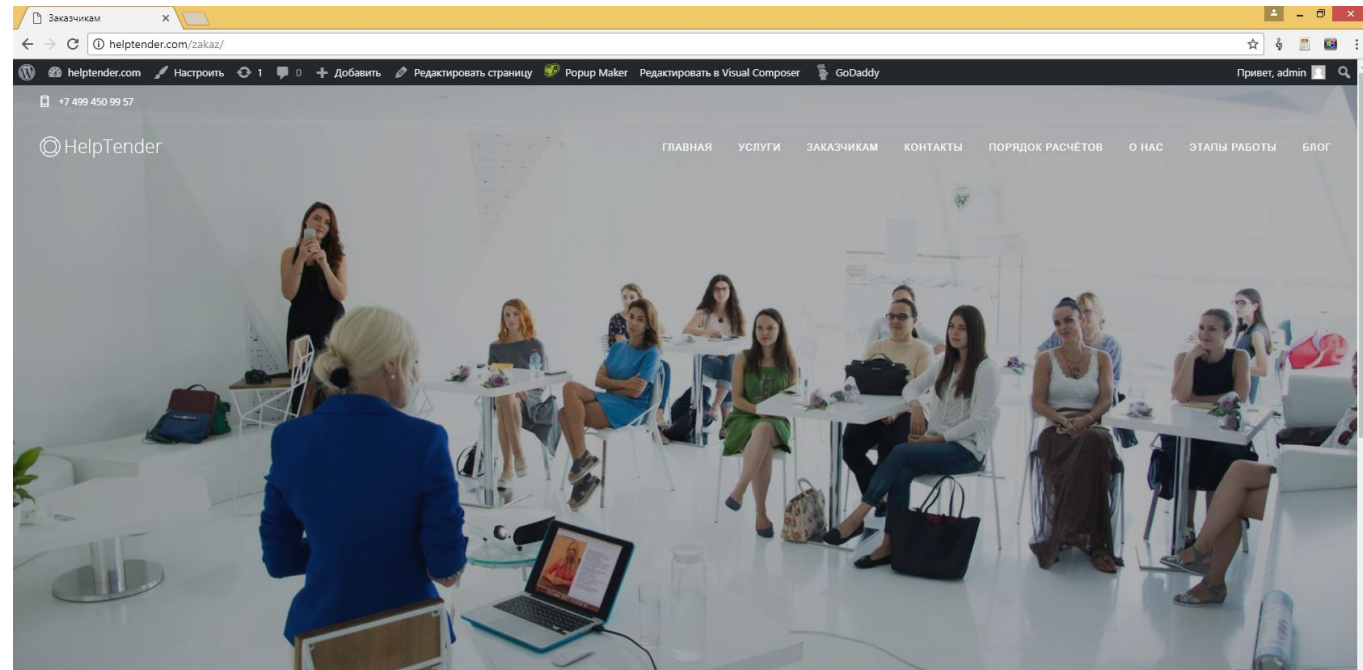 Заказчикам
helptender.com/zakaz/
helptender.com Настроить 1 0 Добавить Редактировать страницу Popup Maker Редактировать в Visual Composer GoDaddy Привет, admin
+7 499 450 99 57
HelpTender ГЛАВНАЯ УСЛУГИ ЗАКАЗЧИКАМ КОНТАКТЫ ПОРЯДОК РАСЧЁТОВ О НАС ЭТАПЫ РАБОТЫ БЛОГ